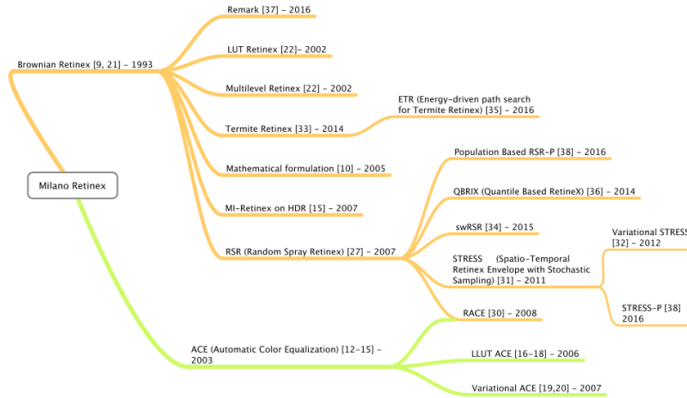 Remark [37] – 2016
LUT Retinex [22]– 2002
Brownian Retinex [9, 21] – 1993
Multilevel Retinex [22] – 2002
ETR (Energy-driven path search
for Termite Retinex) [35] – 2016
Termite Retinex [33] – 2014
Population Based RSR-P [38] – 2016
Mathematical formulation [10] – 2005
Milano Retinex
QBRIX (Quantile Based RetineX) [36] – 2014
MI-Retinex on HDR [15] – 2007
swRSR [34] – 2015
Variational STRESS
[32] – 2012
RSR (Random Spray Retinex) [27] – 2007
STRESS (Spatio-Temporal
Retinex Envelope with Stochastic
Sampling) [31] – 2011
STRESS-P [38]
2016
RACE [30] – 2008
ACE (Automatic Color Equalization) [12-15] –
2003
LLUT ACE [16-18] – 2006
Variational ACE [19,20] – 2007